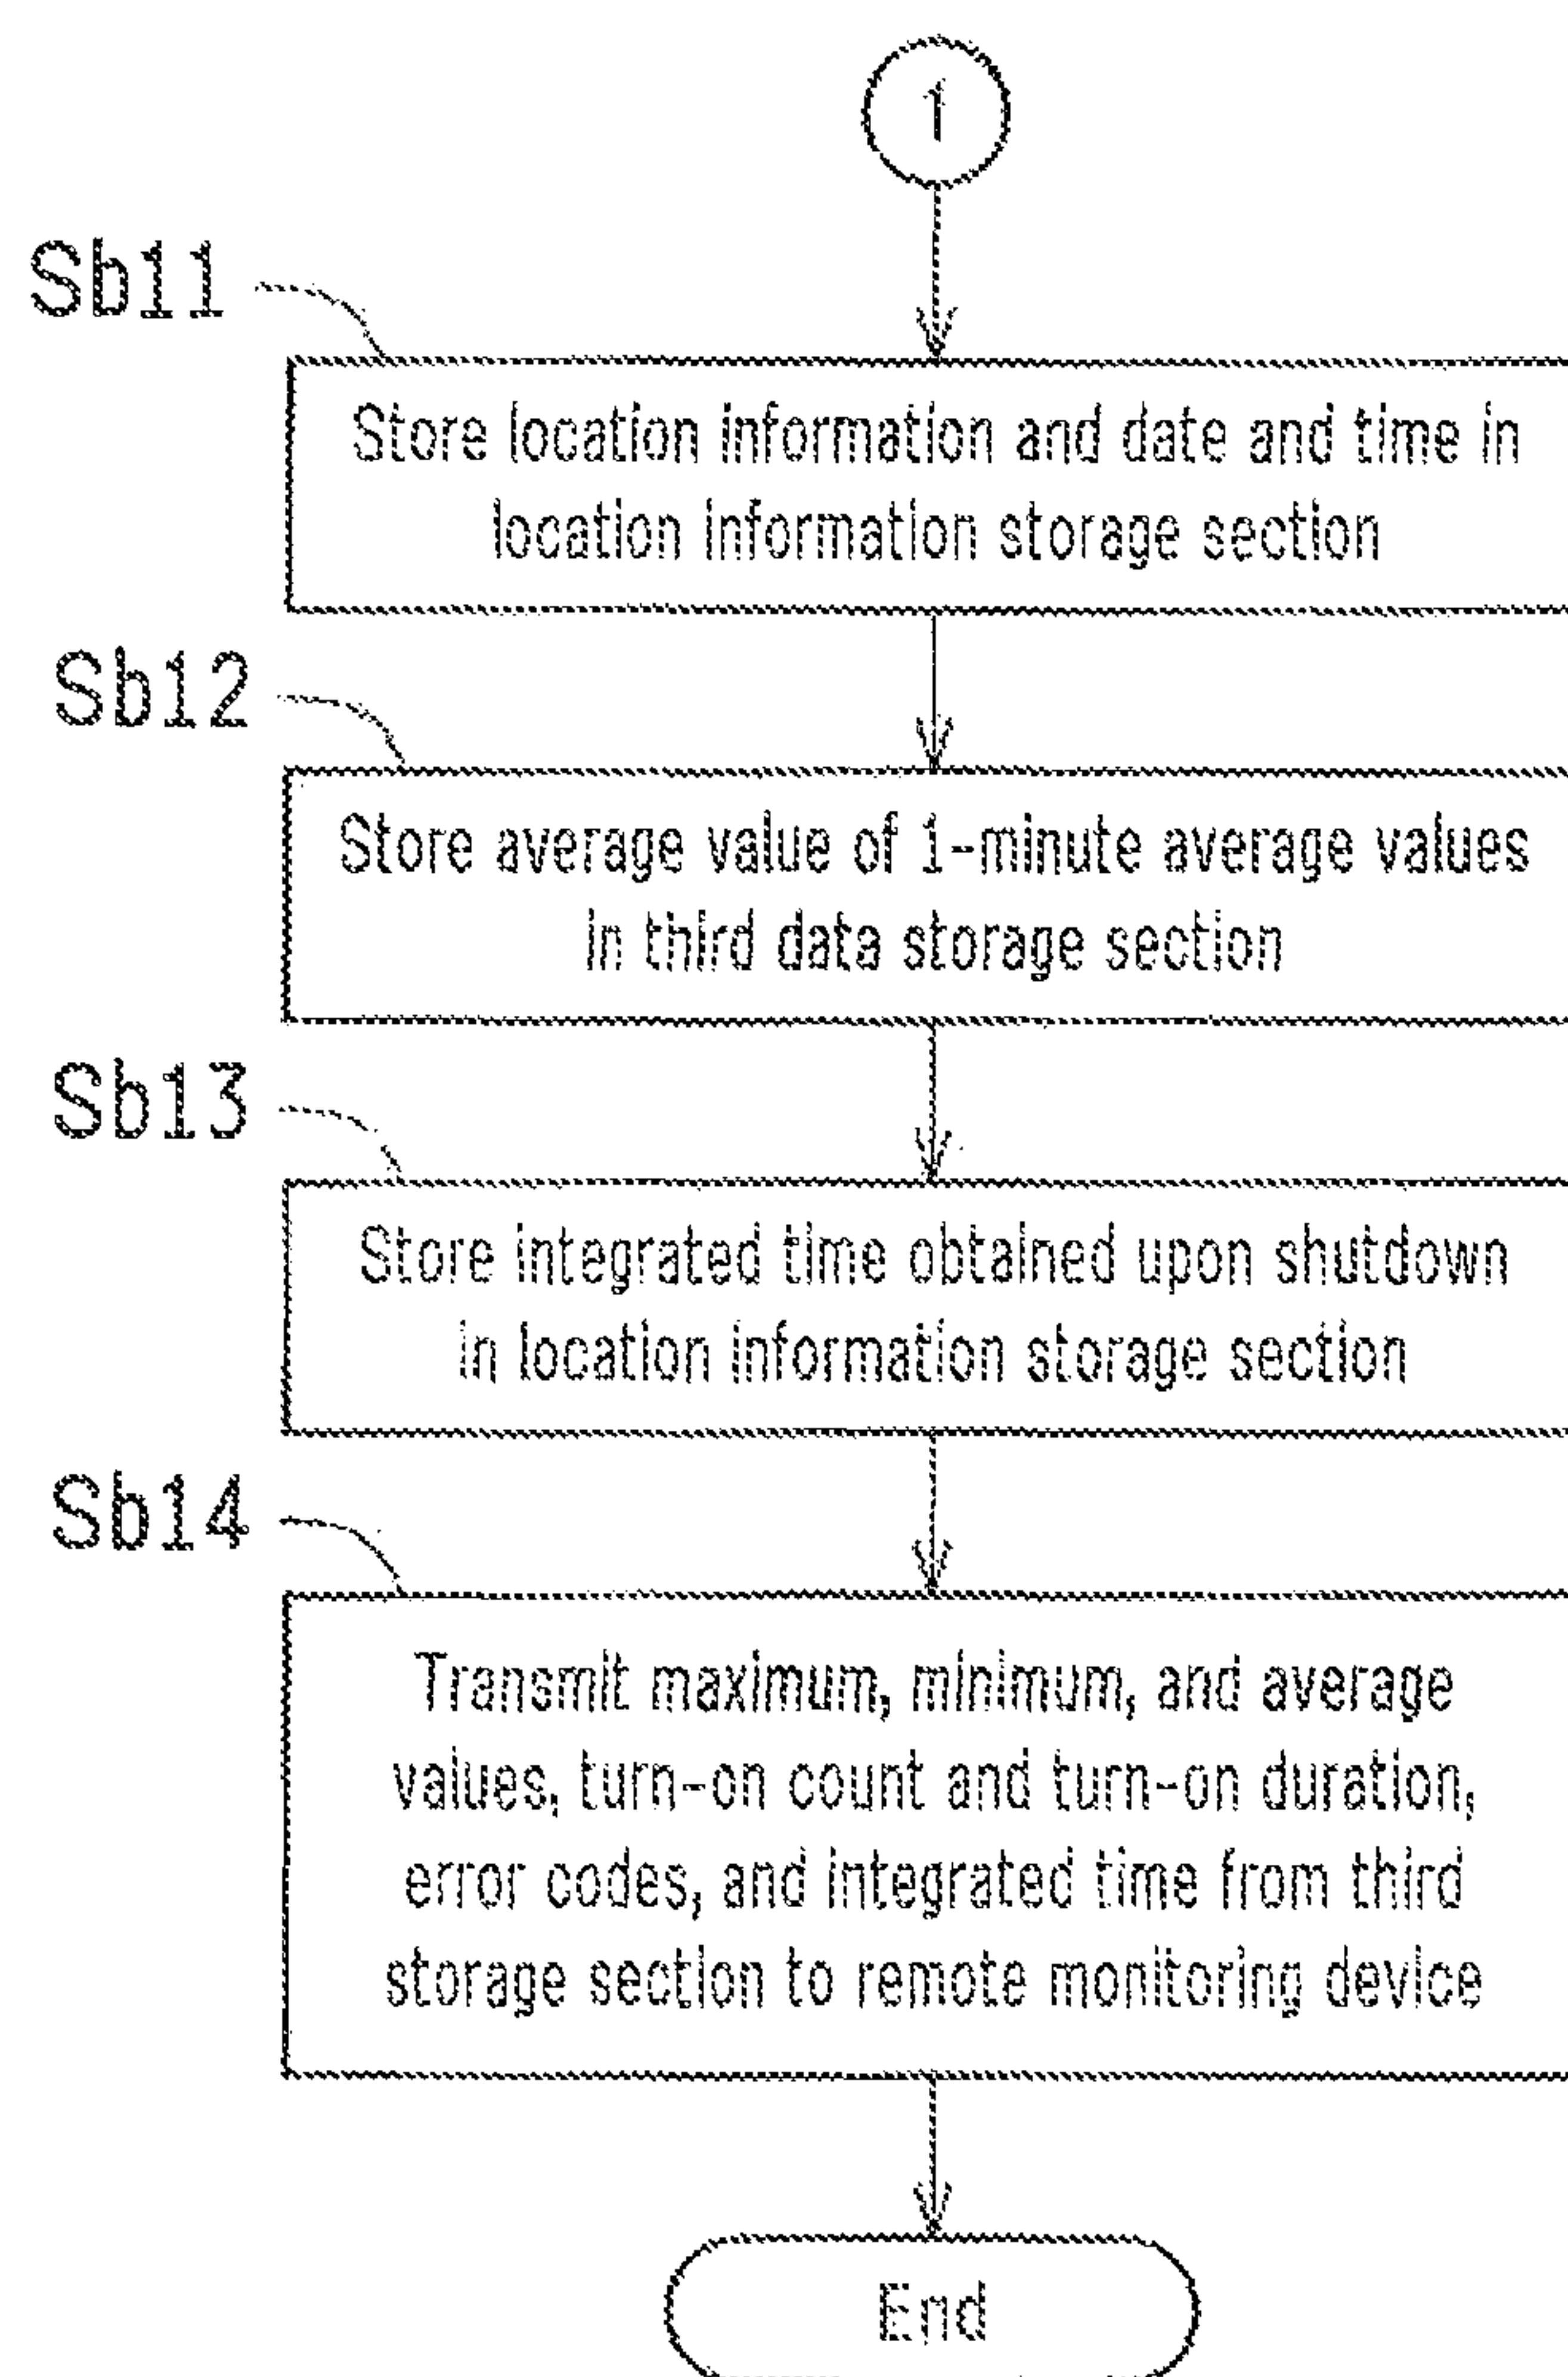 1
Sb11
Store location information and date and time in
location information storage section
Sb12
Store average value of 1-minute average values
in third data storage section
Sb13
Store integrated time obtained upon shutdown
in location information storage section
Sb14
Transmit maximum, minimum, and average
values, turn-on count and turn-on duration,
error codes, and integrated time from third
storage section to remote monitoring device
End